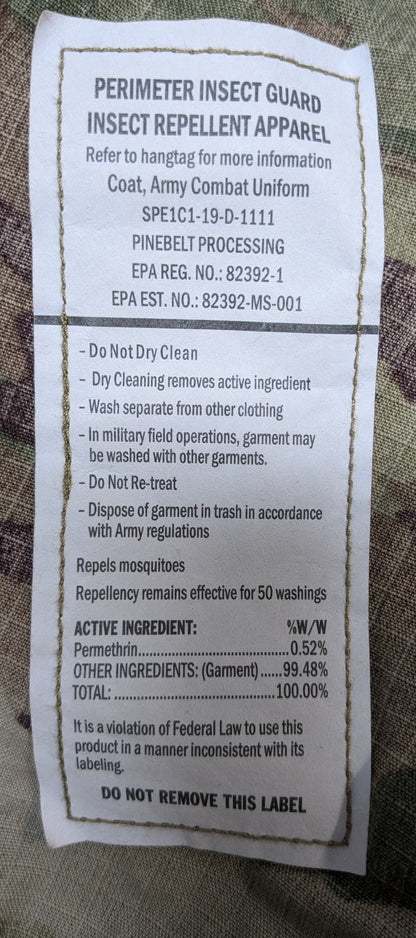 PERIMETER INSECT GUARD
INSECT REPELLENT APPAREL
Refer to hangtag for more information
Coat, Army Combat Uniform
SPE1C1-19-D-1111
PINEBELT PROCESSING
EPA REG. NO.: 82392-1
EPA EST. NO.: 82392-MS-001
- Do Not Dry Clean
- Dry Cleaning removes active ingredient
- Wash separate from other clothing
- In military field operations, garment may
be washed with other garments.
- Do Not Re-treat
- Dispose of garment in trash in accordance
with Army regulations
Repels mosquitoes
Repellency remains effective for 50 washings
ACTIVE INGREDIENT: %W/W
Permethrin.......................................0.52%
OTHER INGREDIENTS: (Garment)......99.48%
TOTAL: ..........................................100.00%
It is a violation of Federal Law to use this
product in a manner inconsistent with its
labeling.
DO NOT REMOVE THIS LABEL